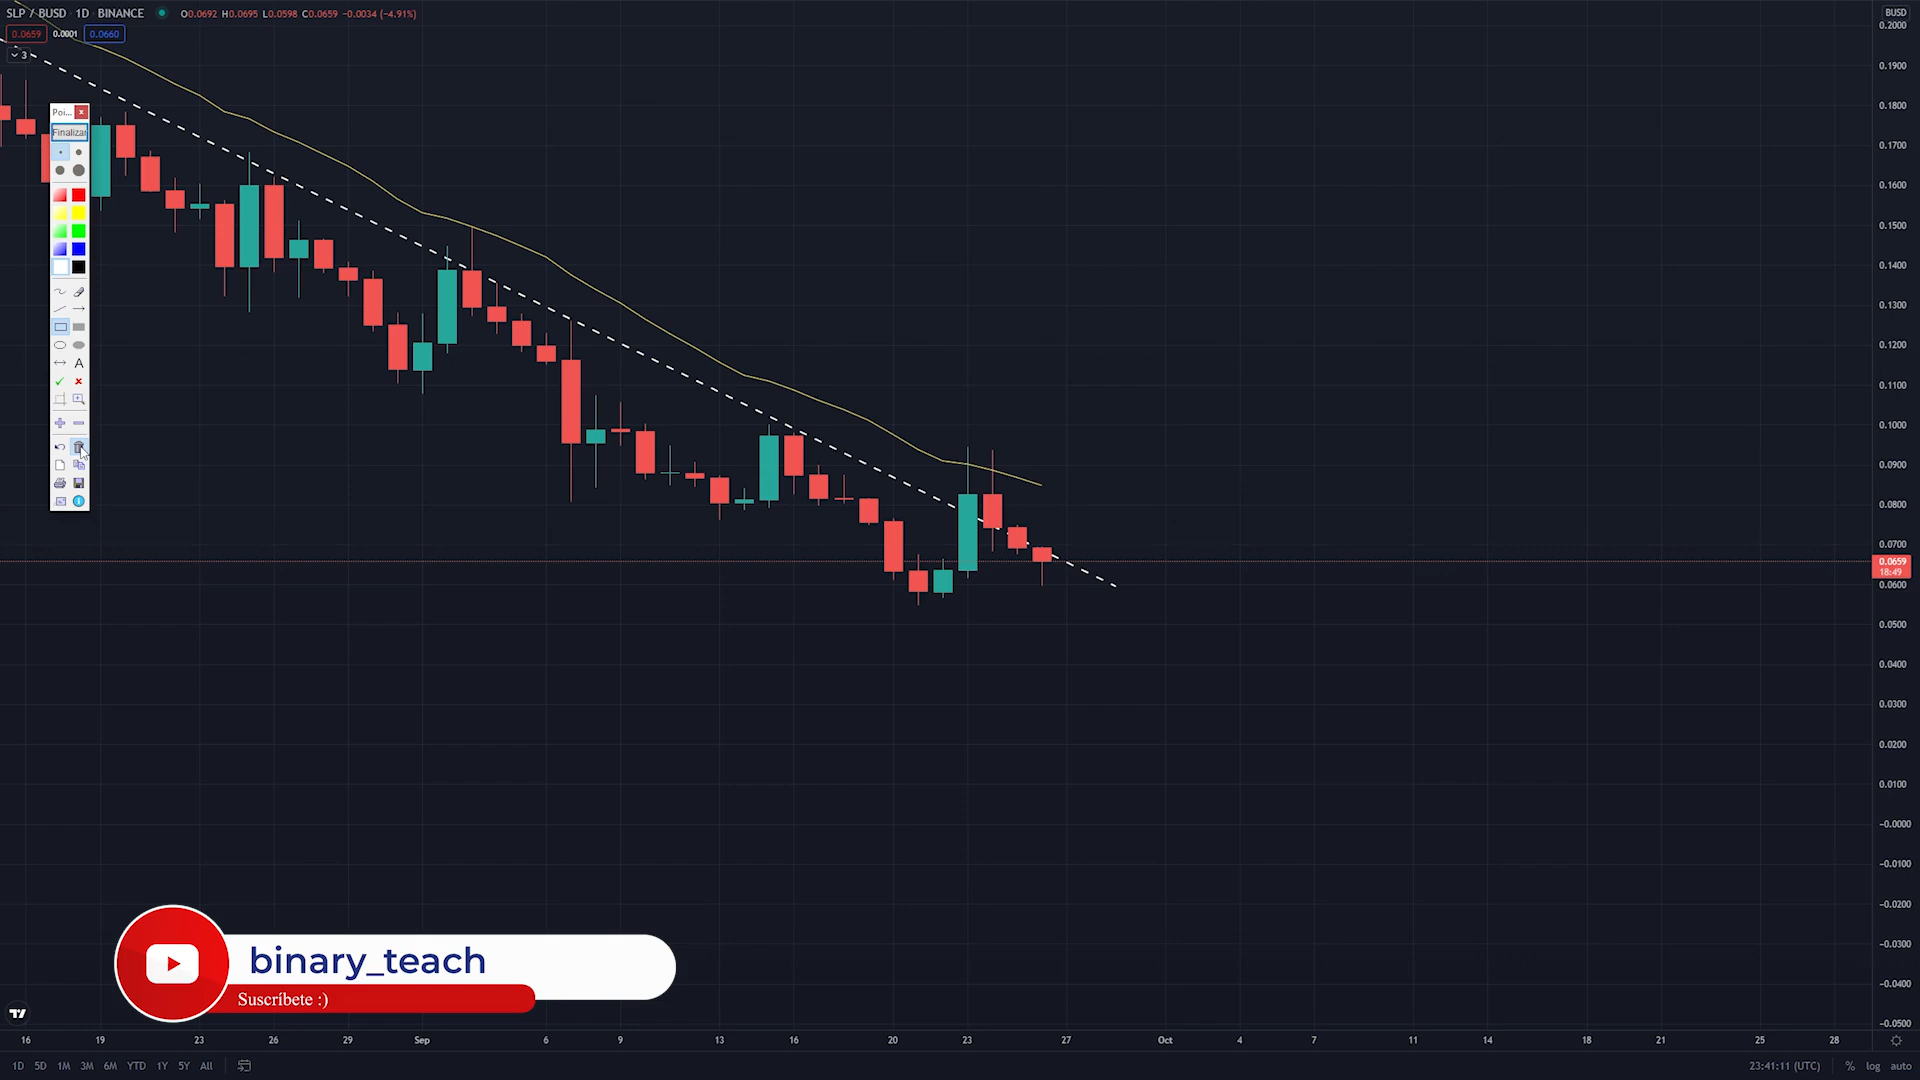 SLP / BUSD 1D BINANCE O0.0692 H0.0695 L0.0598 C0.0659 −0.0034 (−4.91%)
0.0659 0.0001 0.0660
3
Poi...
Finalizar
A
BUSD
0.2000
0.1900
0.1800
0.1700
0.1600
0.1500
0.1400
0.1300
0.1200
0.1100
0.1000
0.0900
0.0800
0.0700
0.0659
18:49
0.0600
0.0500
0.0400
0.0300
0.0200
0.0100
−0.0000
−0.0100
−0.0200
−0.0300
−0.0400
−0.0500
binary_teach
Suscríbete :)
16 19 23 26 29 Sep 6 9 13 16 20 23 27 Oct 4 7 11 14 18 21 25 28
1D 5D 1M 3M 6M YTD 1Y 5Y All 23:41:11 (UTC) % log auto